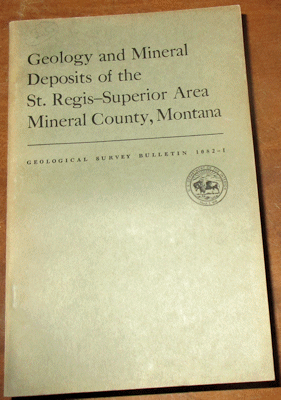 Geology and Mineral
Deposits of the
St. Regis–Superior Area
Mineral County, Montana
GEOLOGICAL SURVEY BULLETIN 1082–I